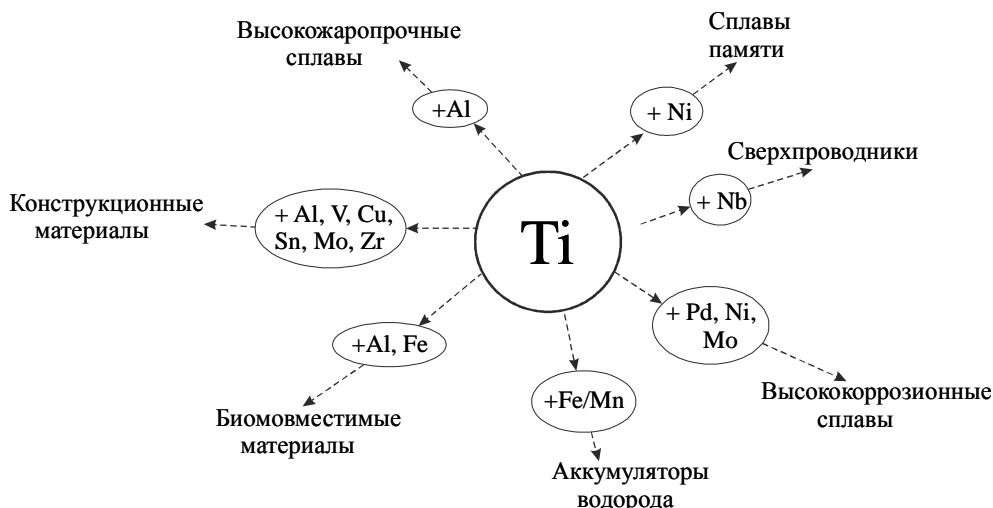 Высокожаропрочные
сплавы
+Al
Сплавы
памяти
+ Ni
Сверхпроводники
+ Nb
Конструкционные
материалы
+ Al, V, Cu,
Sn, Mo, Zr
Ti
+ Pd, Ni,
Mo
Высококоррозионные
сплавы
+Al, Fe
Биомовместимые
материалы
+Fe/Mn
Аккумуляторы
водорода